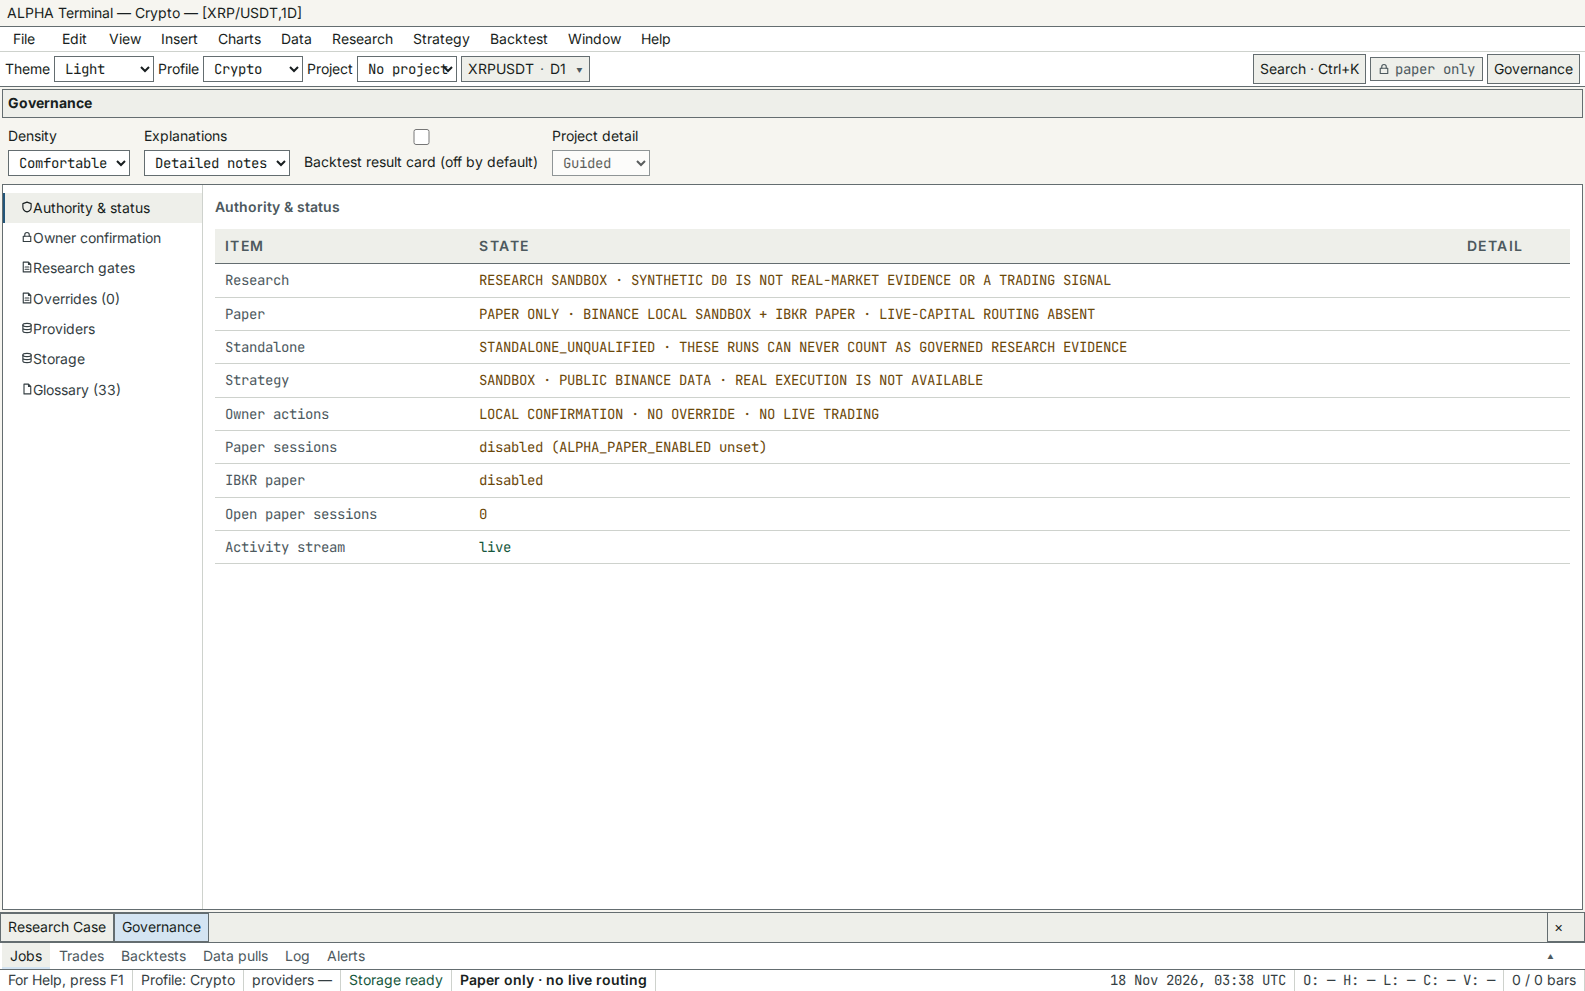 ALPHA Terminal — Crypto — [XRP/USDT,1D]
File Edit View Insert Charts Data Research Strategy Backtest Window Help
Theme Light Profile Crypto Project No project XRPUSDT · D1 Search · Ctrl+K paper only Governance
Governance
Density Explanations Project detail
Comfortable Detailed notes Backtest result card (off by default) Guided
Authority & status
Owner confirmation
Research gates
Overrides (0)
Providers
Storage
Glossary (33)
Authority & status
ITEM STATE DETAIL
Research RESEARCH SANDBOX · SYNTHETIC D0 IS NOT REAL-MARKET EVIDENCE OR A TRADING SIGNAL
Paper PAPER ONLY · BINANCE LOCAL SANDBOX + IBKR PAPER · LIVE-CAPITAL ROUTING ABSENT
Standalone STANDALONE_UNQUALIFIED · THESE RUNS CAN NEVER COUNT AS GOVERNED RESEARCH EVIDENCE
Strategy SANDBOX · PUBLIC BINANCE DATA · REAL EXECUTION IS NOT AVAILABLE
Owner actions LOCAL CONFIRMATION · NO OVERRIDE · NO LIVE TRADING
Paper sessions disabled (ALPHA_PAPER_ENABLED unset)
IBKR paper disabled
Open paper sessions 0
Activity stream live
Research Case Governance ×
Jobs Trades Backtests Data pulls Log Alerts
For Help, press F1 Profile: Crypto providers — Storage ready Paper only · no live routing 18 Nov 2026, 03:38 UTC O: — H: — L: — C: — V: — 0 / 0 bars